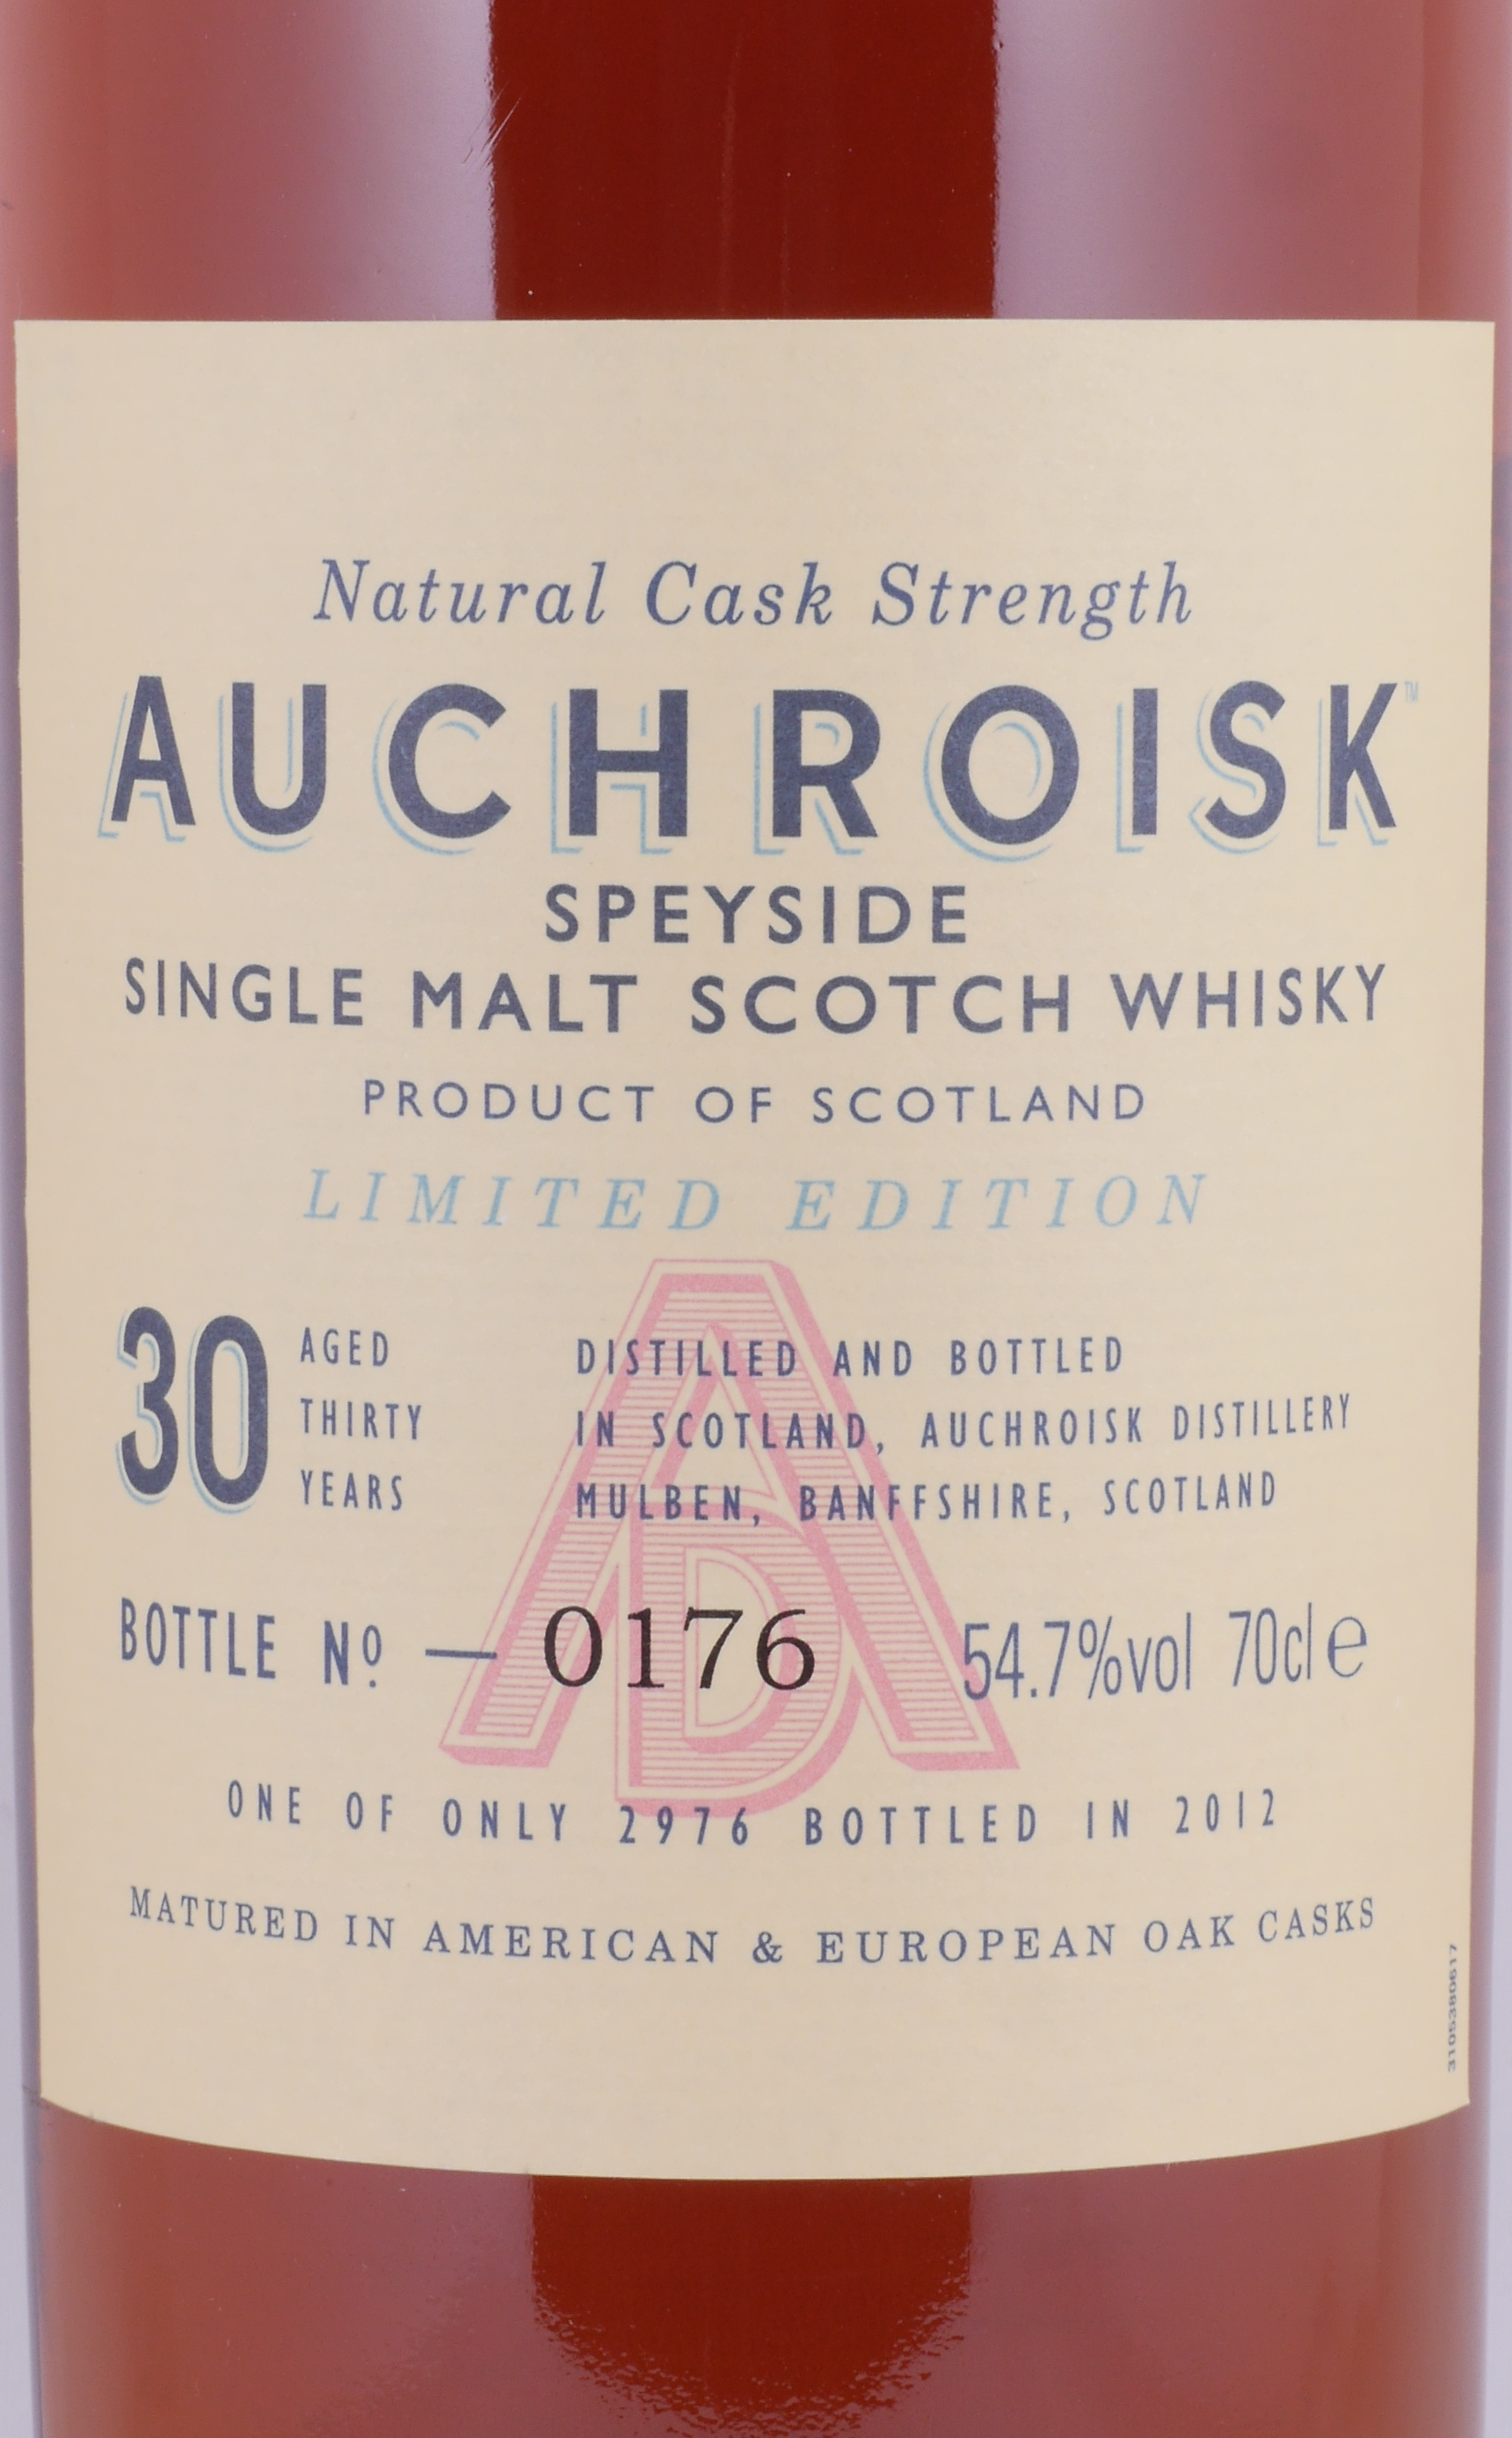 Natural Cask Strength
AUCHROISK™
SPEYSIDE
SINGLE MALT SCOTCH WHISKY
PRODUCT OF SCOTLAND
LIMITED EDITION
30 AGED
THIRTY
YEARS
DISTILLED AND BOTTLED
IN SCOTLAND, AUCHROISK DISTILLERY
MULBEN, BANFFSHIRE, SCOTLAND
BOTTLE Nº — 0176 54.7%vol 70cl e
ONE OF ONLY 2976 BOTTLED IN 2012
MATURED IN AMERICAN & EUROPEAN OAK CASKS
3105380617
AD